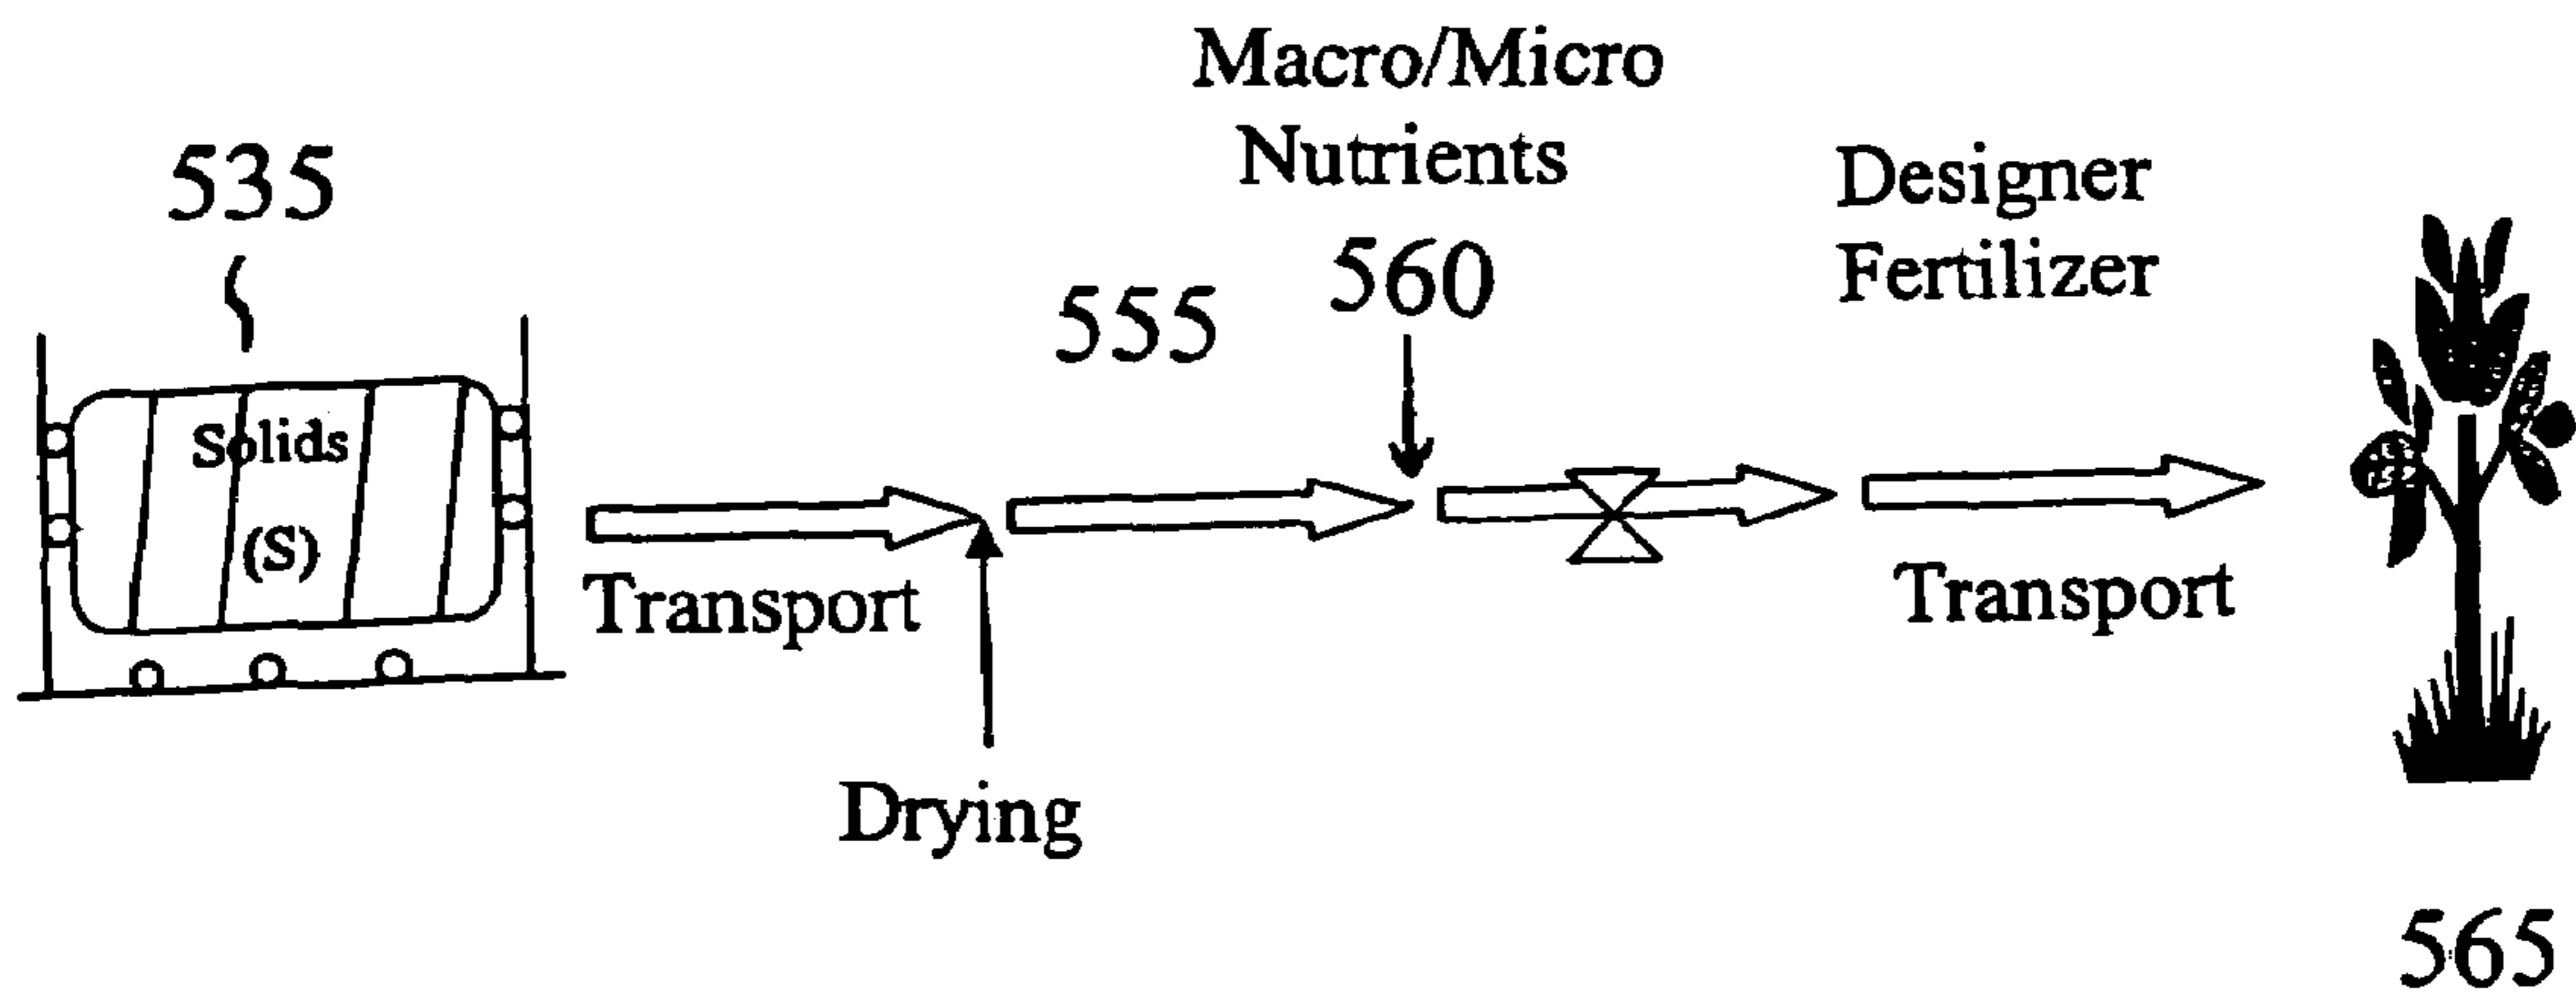 Macro/Micro
Nutrients
535
560
555
Designer
Fertilizer
Solids
(S)
Transport
Transport
Drying
565